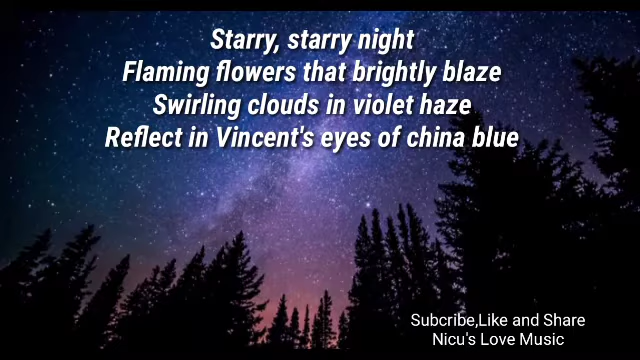 Starry, starry night
Flaming flowers that brightly blaze
Swirling clouds in violet haze
Reflect in Vincent's eyes of china blue
Subcribe,Like and Share
Nicu's Love Music